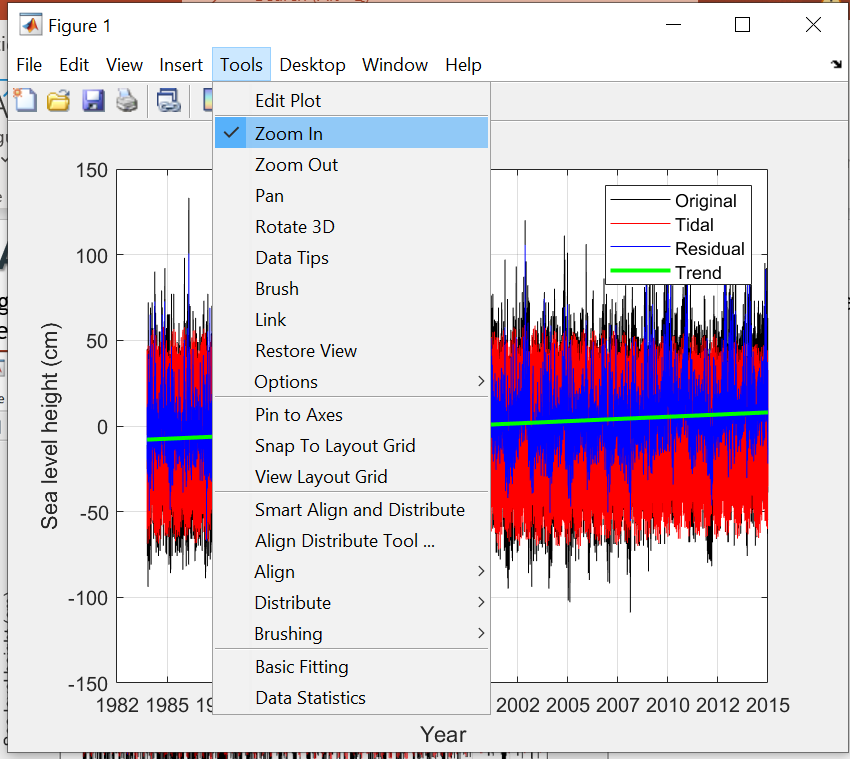 Figure 1
File Edit View Insert Tools Desktop Window Help
Edit Plot
Zoom In
Zoom Out
Pan
Rotate 3D
Data Tips
Brush
Link
Restore View
Options
Pin to Axes
Snap To Layout Grid
View Layout Grid
Smart Align and Distribute
Align Distribute Tool ...
Align
Distribute
Brushing
Basic Fitting
Data Statistics
Original
Tidal
Residual
Trend
150
100
50
0
-50
-100
-150
Sea level height (cm)
1982 1985 2002 2005 2007 2010 2012 2015
Year